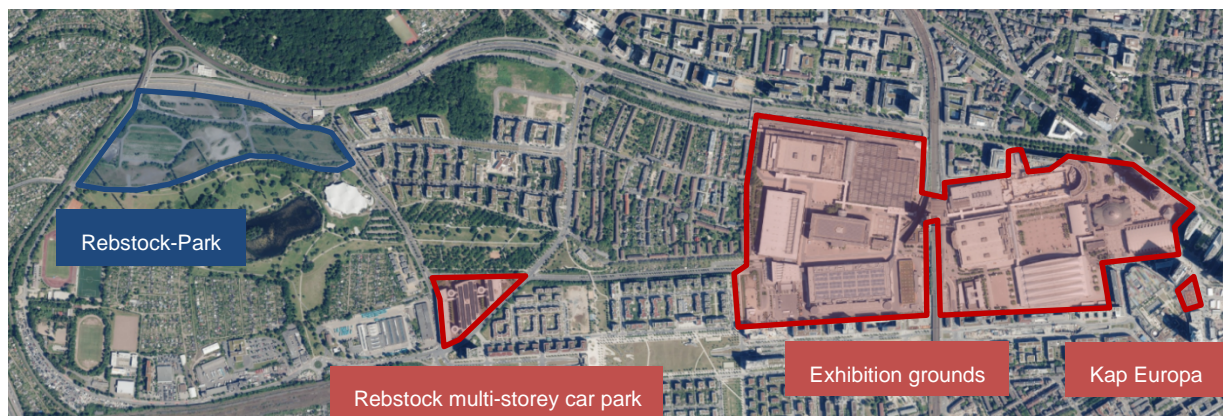 Rebstock-Park
Rebstock multi-storey car park
Exhibition grounds
Kap Europa